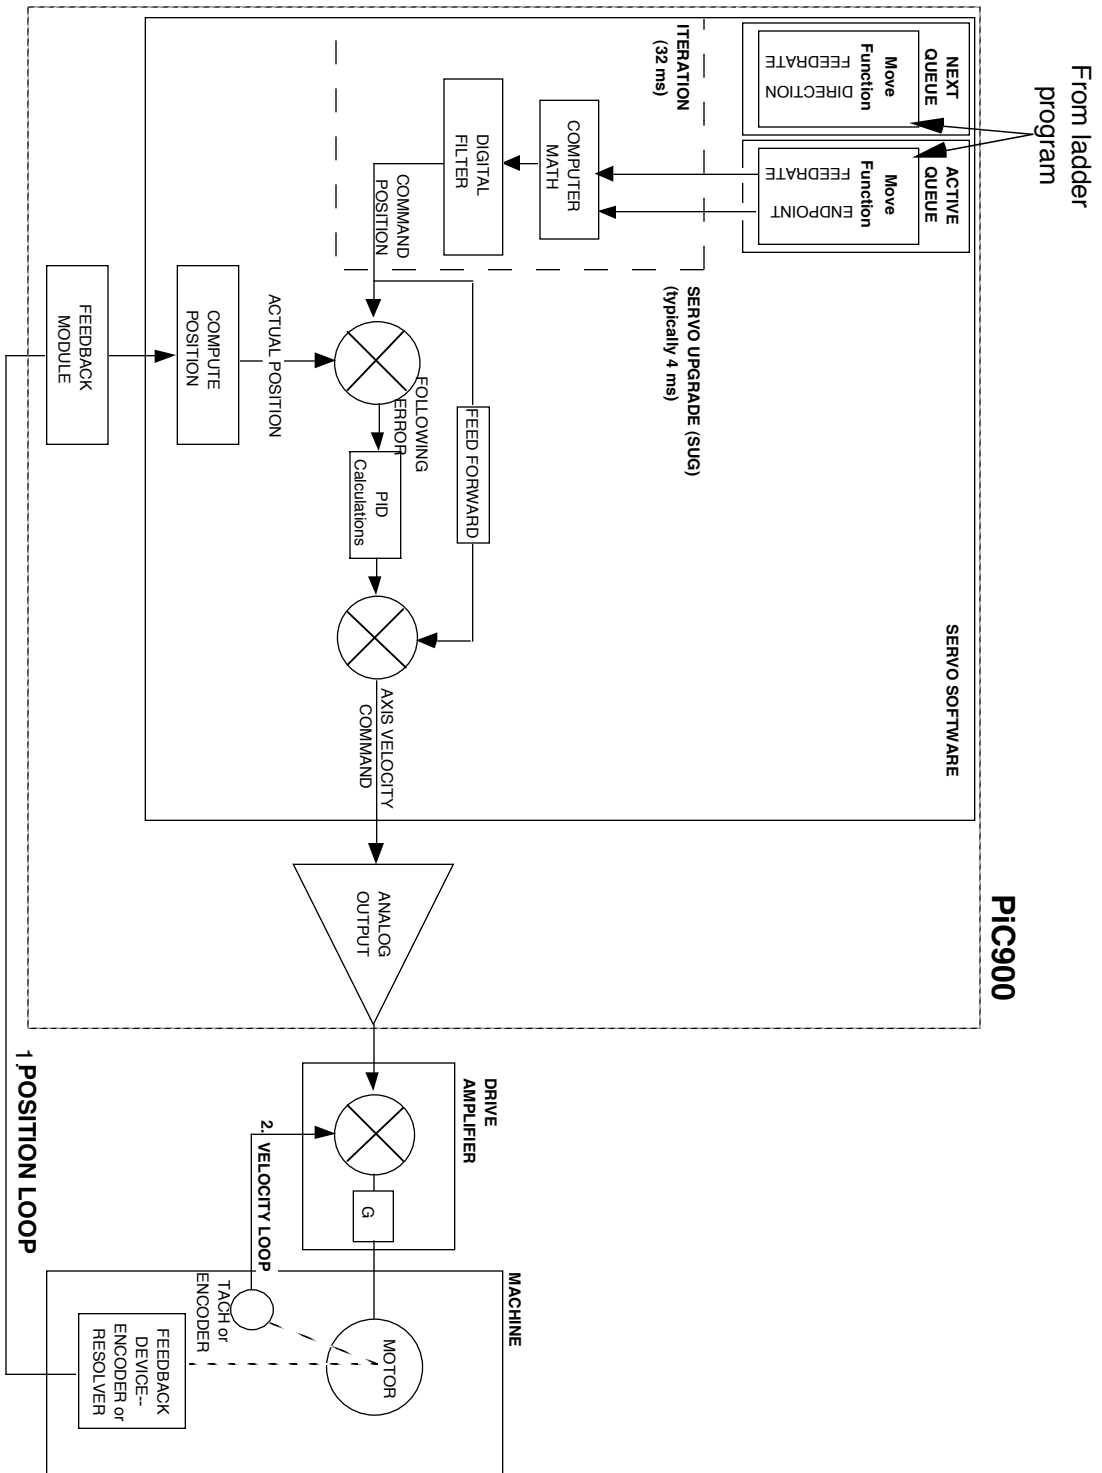 From ladder
program
PiC900
NEXT
QUEUE
Move
Function
FEEDRATE
DIRECTION
ACTIVE
QUEUE
Move
Function
FEEDRATE
ENDPOINT
SERVO SOFTWARE
ITERATION
(32 ms)
SERVO UPGRADE (SUG)
(typically 4 ms)
COMPUTER
MATH
DIGITAL
FILTER
COMMAND
POSITION
FEED FORWARD
FOLLOWING
ERROR
PID
Calculations
AXIS VELOCITY
COMMAND
ANALOG
OUTPUT
DRIVE
AMPLIFIER
G
MACHINE
MOTOR
ACTUAL POSITION
COMPUTE
POSITION
FEEDBACK
MODULE
2. VELOCITY LOOP
TACH or
ENCODER
FEEDBACK
DEVICE--
ENCODER or
RESOLVER
1.POSITION LOOP